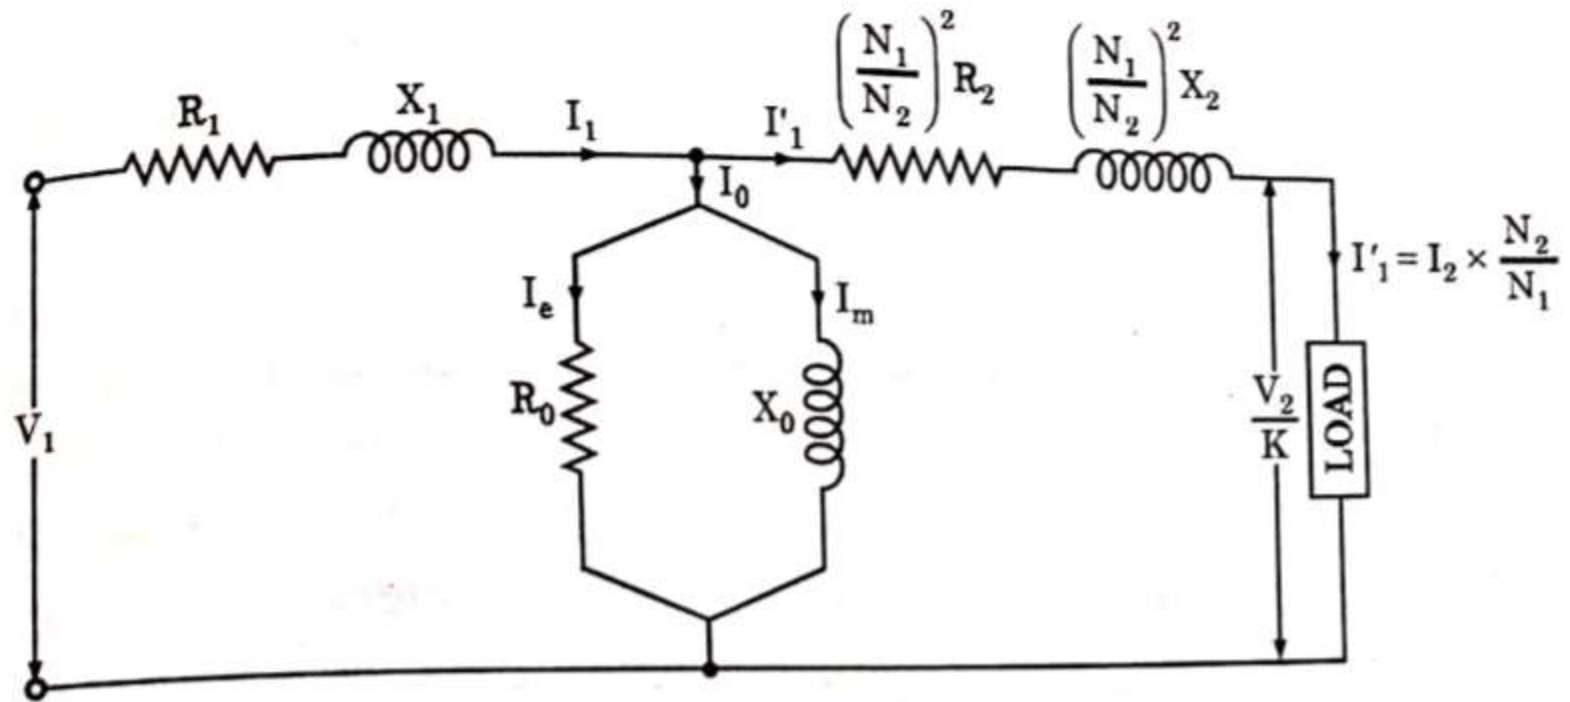 R₁
X₁
I₁
I'₁
(N₁/N₂)² R₂
(N₁/N₂)² X₂
I₀
I'₁ = I₂ × N₂/N₁
Iₑ
Iₘ
R₀
X₀
V₁
V₂/K
LOAD